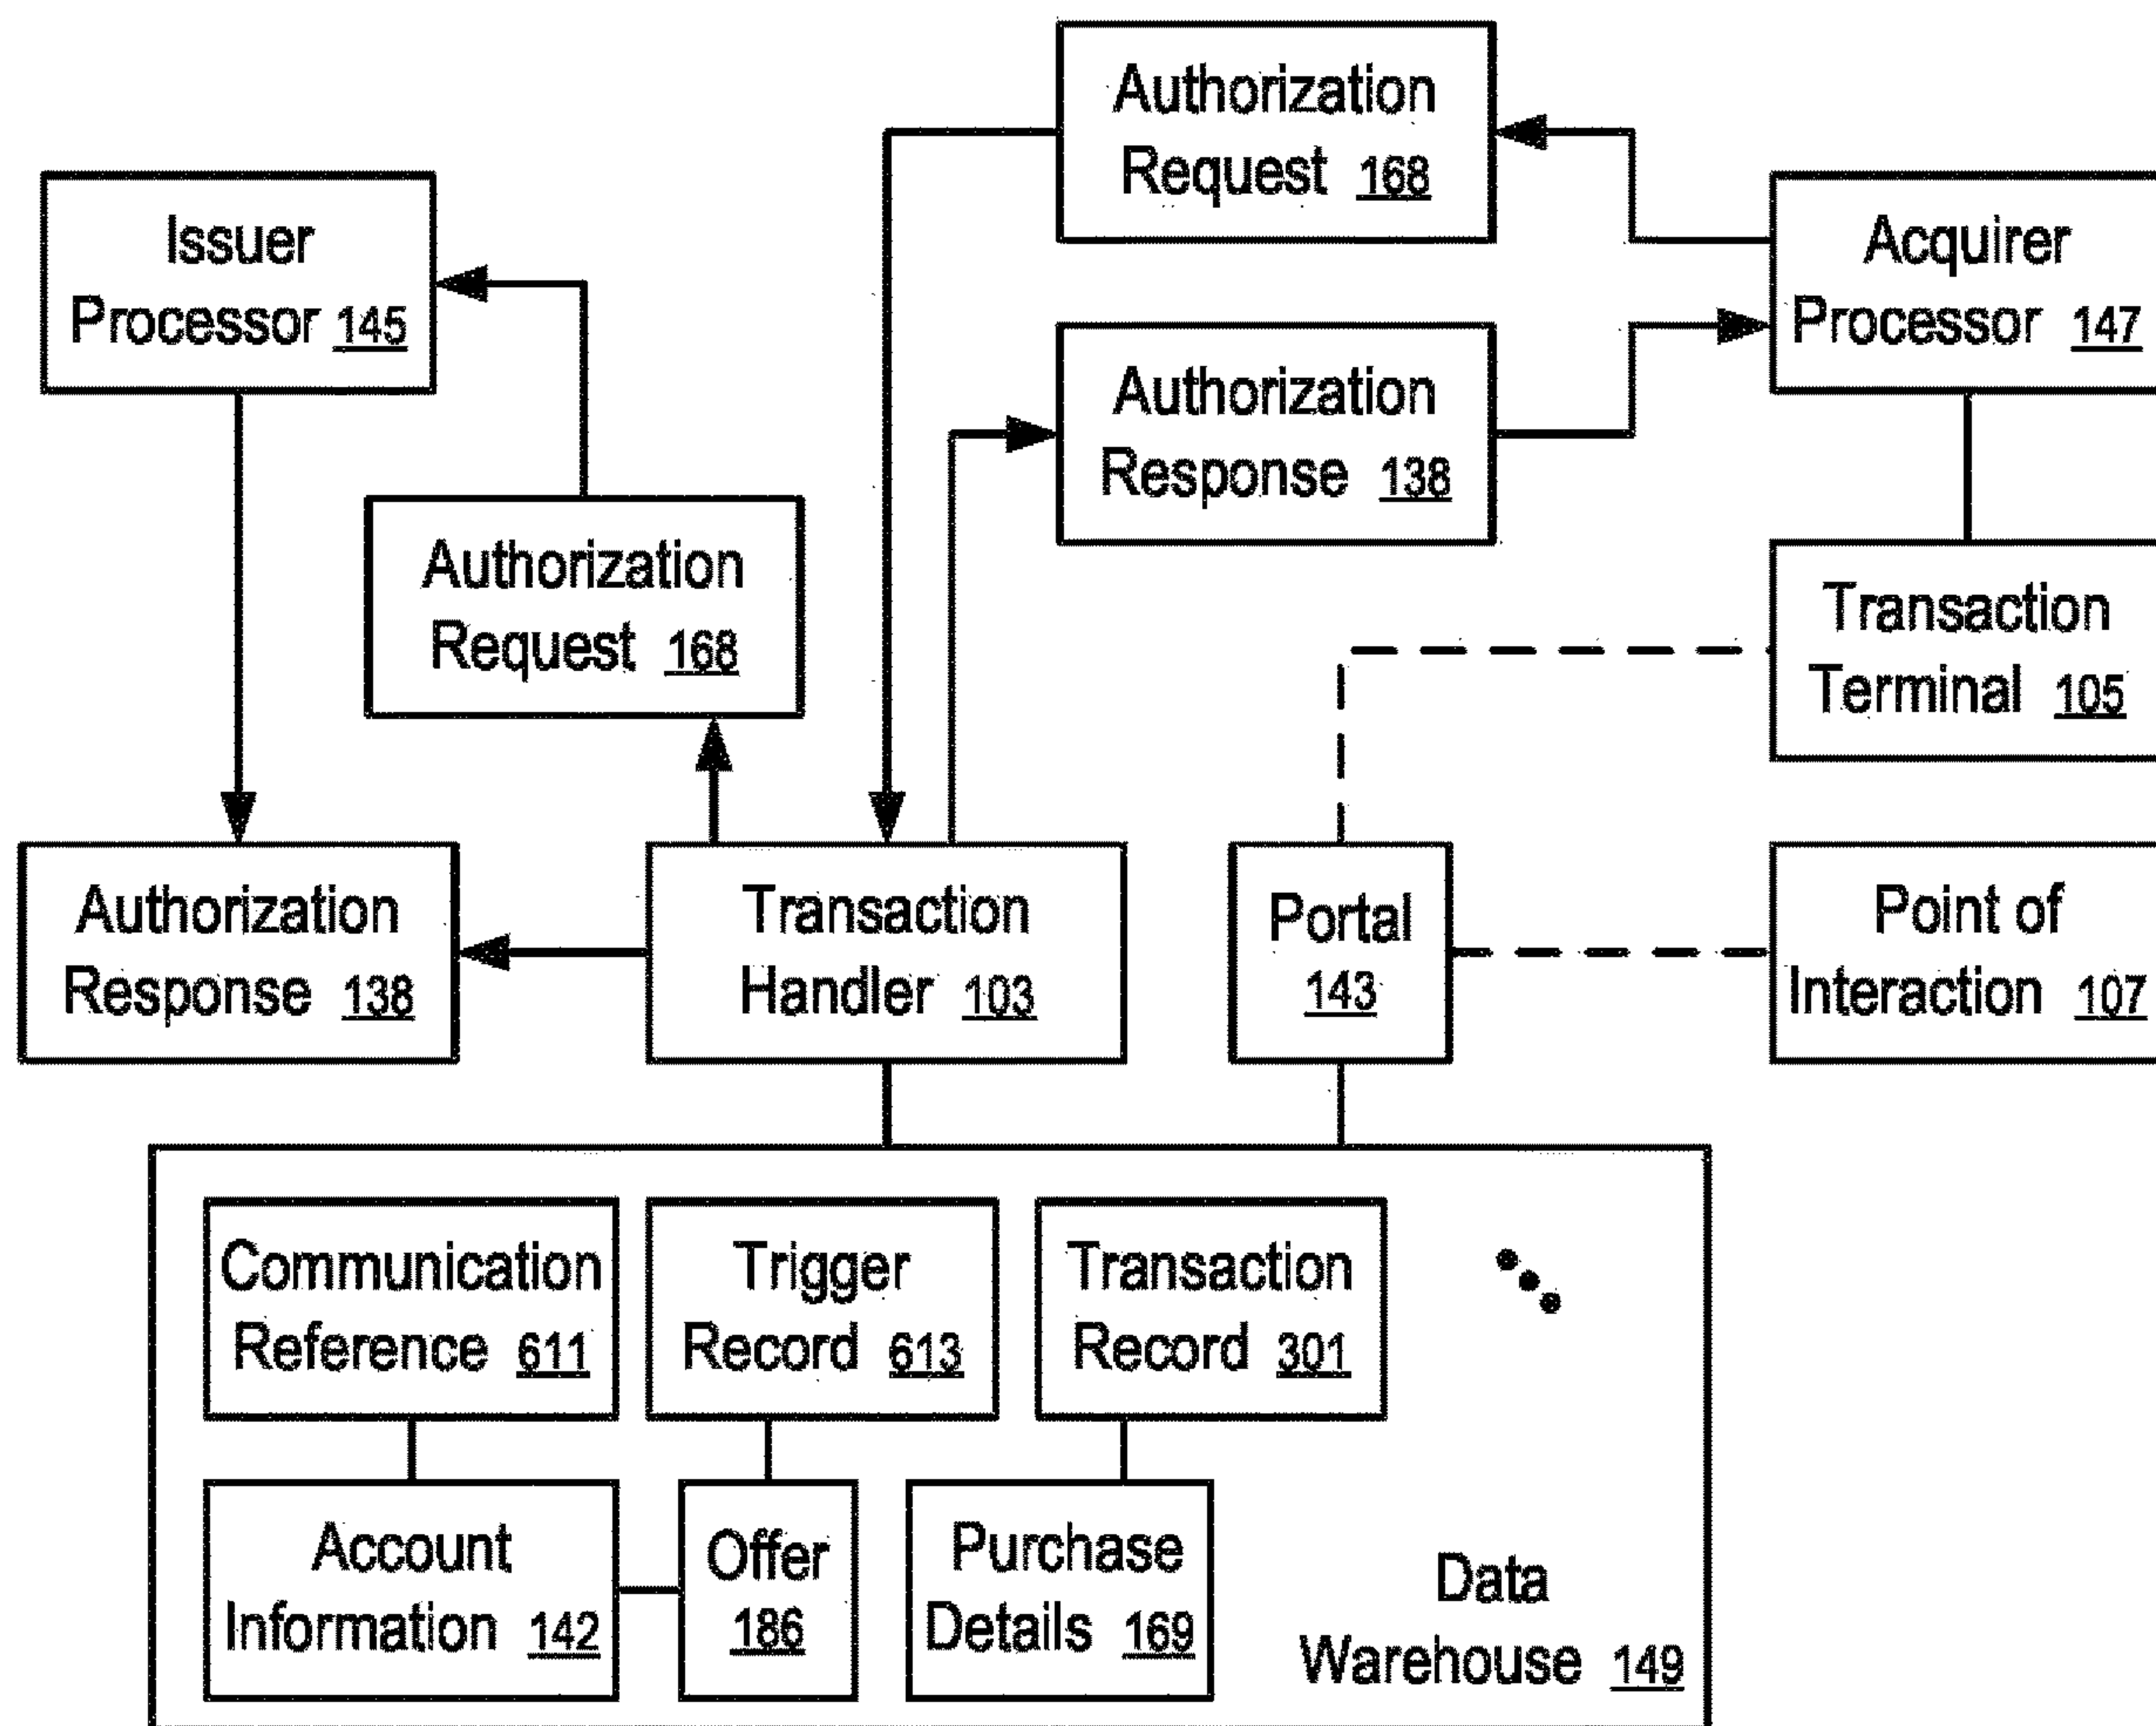 Authorization
Request 168
Issuer
Processor 145
Acquirer
Processor 147
Authorization
Response 138
Authorization
Request 168
Transaction
Terminal 105
Authorization
Response 138
Transaction
Handler 103
Portal
143
Point of
Interaction 107
Communication
Reference 611
Trigger
Record 613
Transaction
Record 301
Account
Information 142
Offer
186
Purchase
Details 169
Data
Warehouse 149